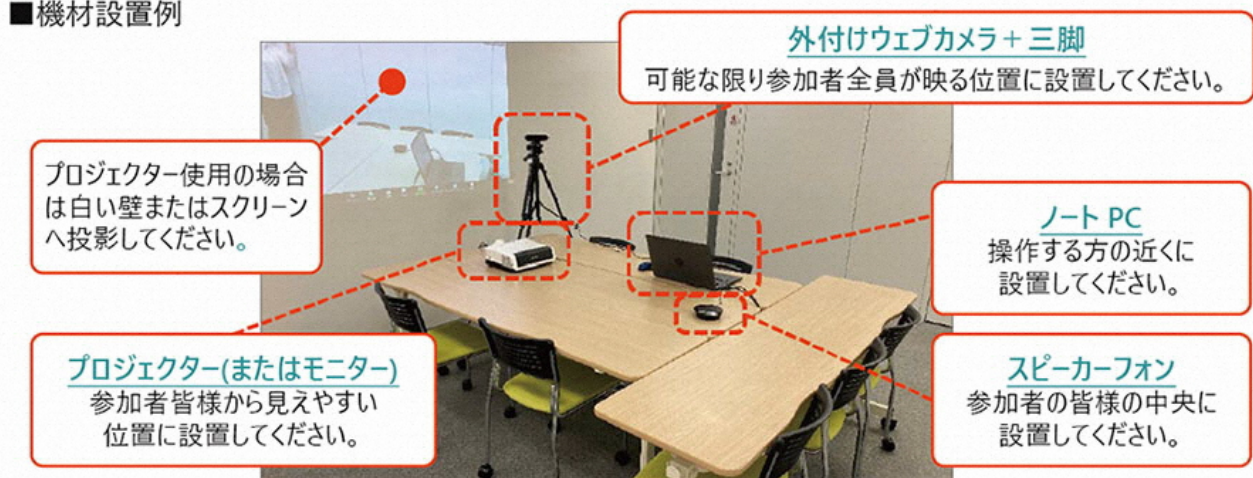 ■機材設置例
外付けウェブカメラ＋三脚
可能な限り参加者全員が映る位置に設置してください。
プロジェクター使用の場合
は白い壁またはスクリーン
へ投影してください。
ノート PC
操作する方の近くに
設置してください。
プロジェクター(またはモニター)
参加者皆様から見えやすい
位置に設置してください。
スピーカーフォン
参加者の皆様の中央に
設置してください。